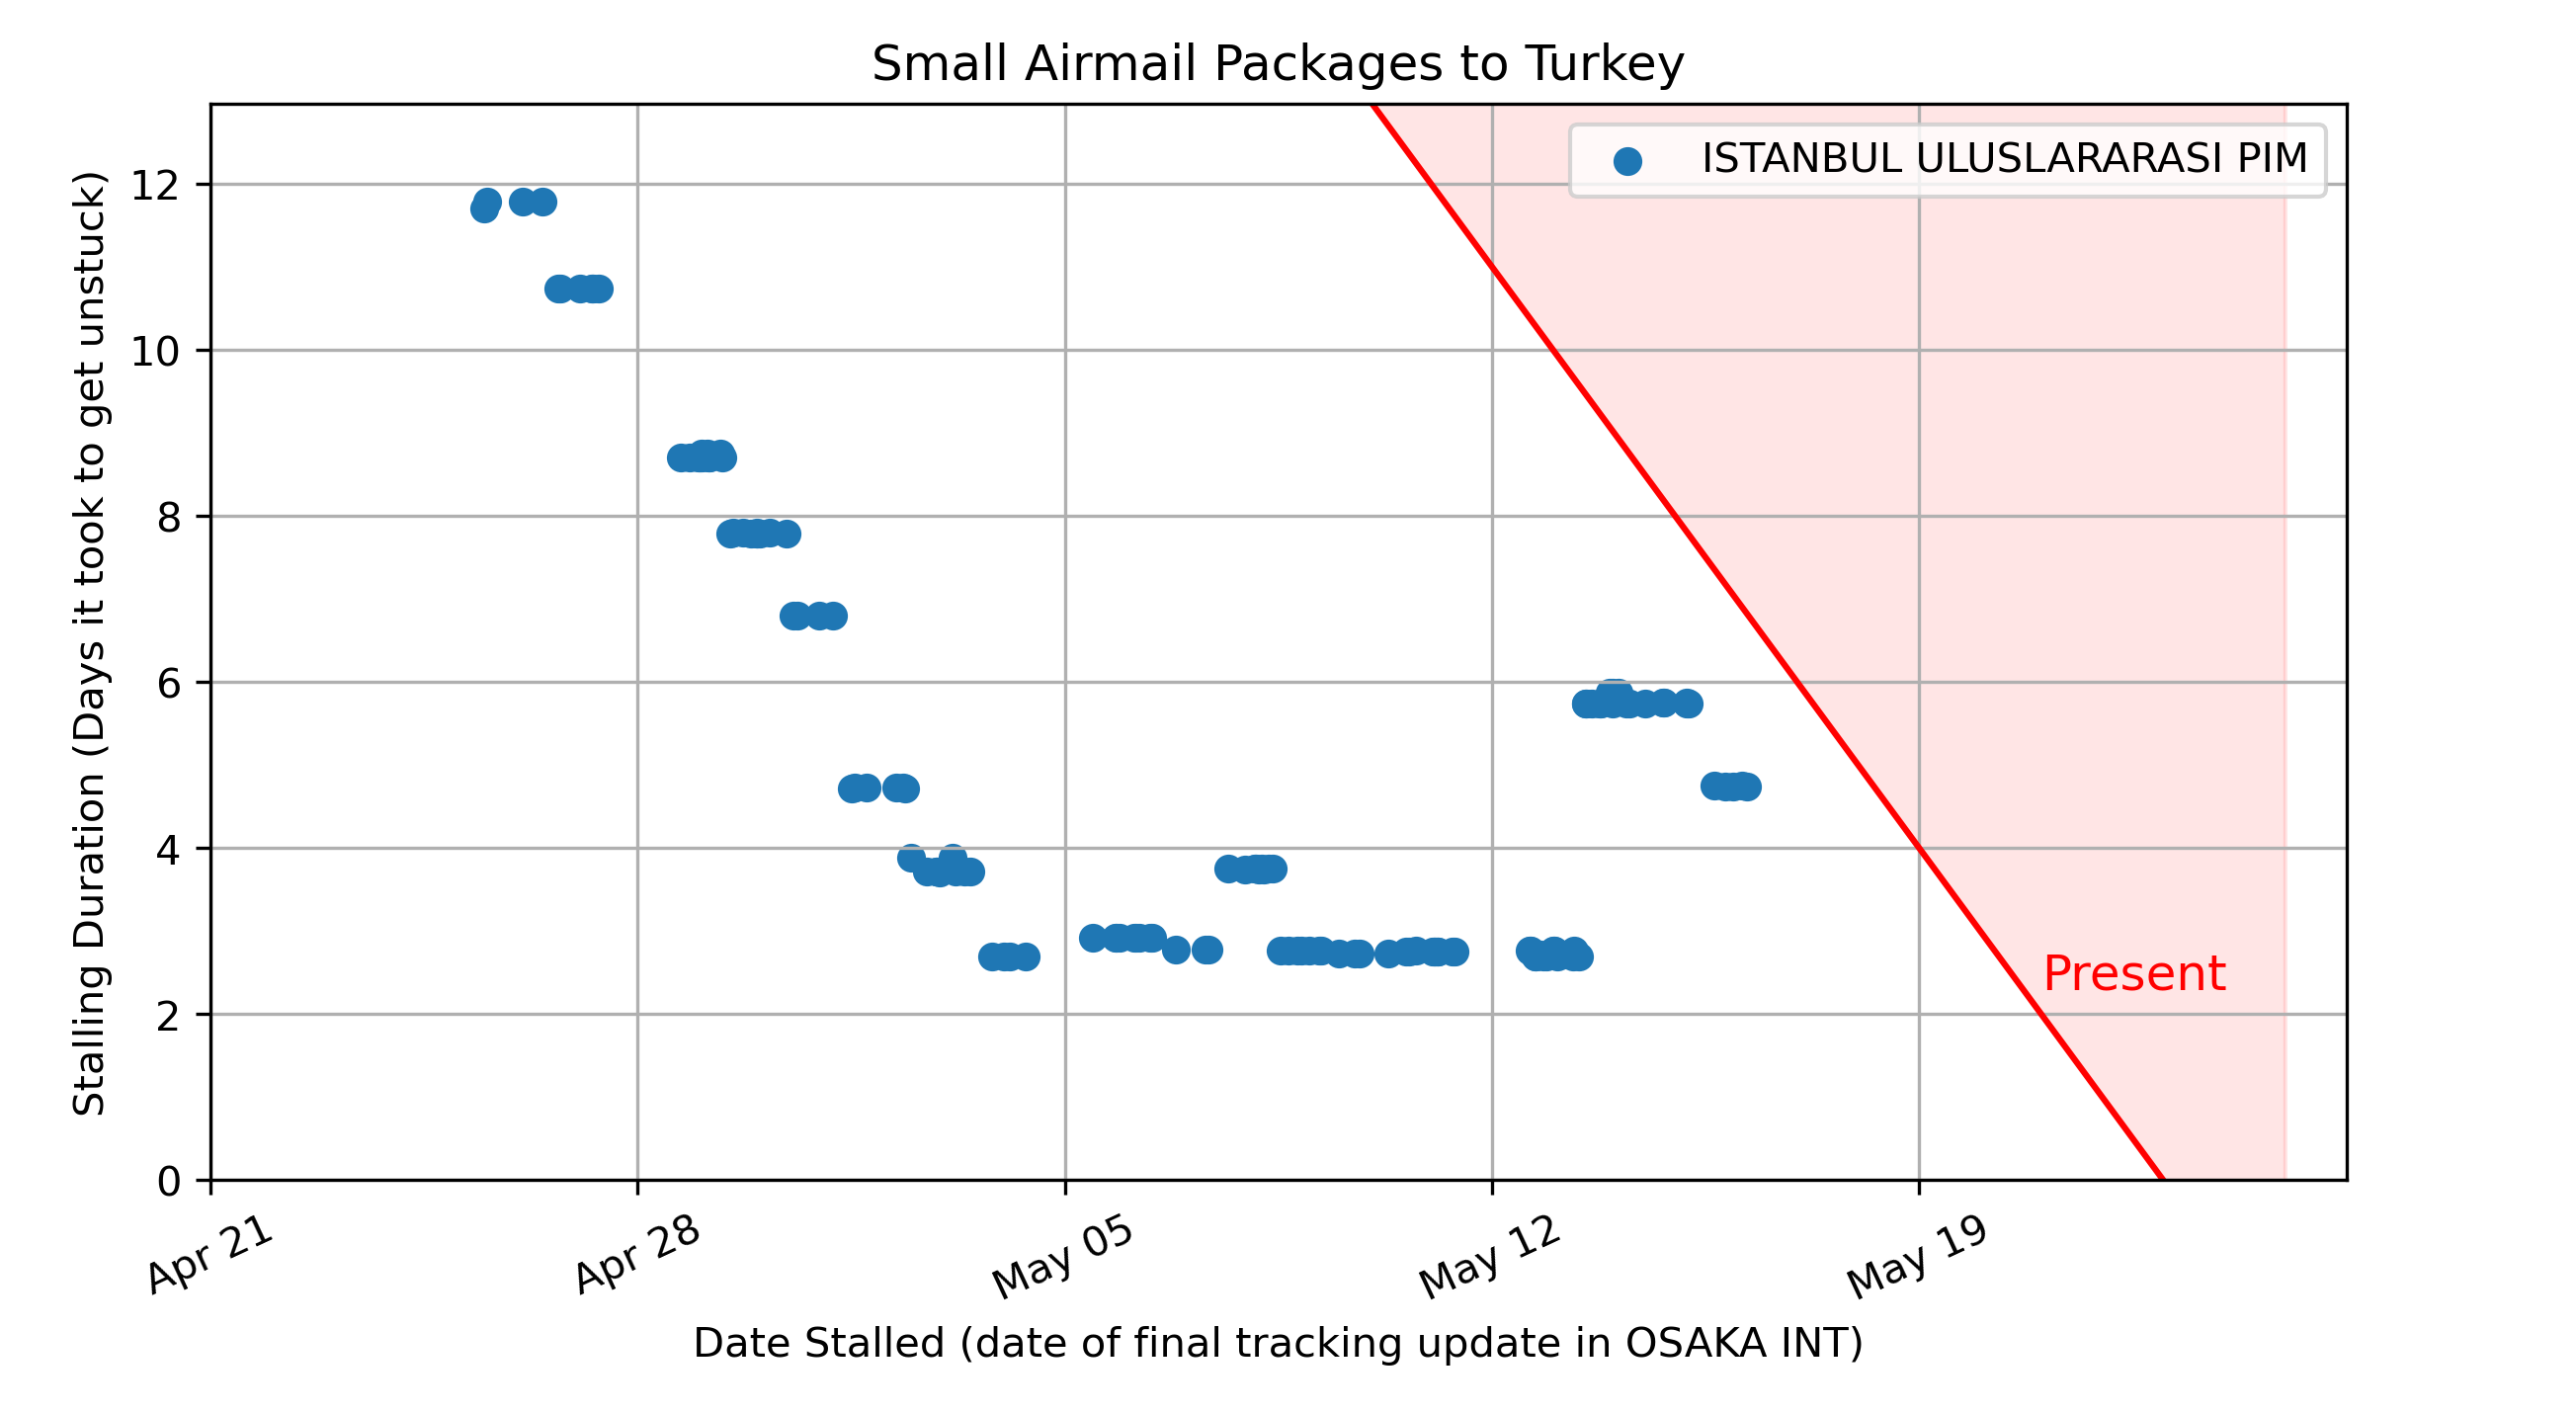 Small Airmail Packages to Turkey
ISTANBUL ULUSLARARASI PIM
Stalling Duration (Days it took to get unstuck)
12
10
8
6
4
2
0
Present
Apr 21
Apr 28
May 05
May 12
May 19
Date Stalled (date of final tracking update in OSAKA INT)